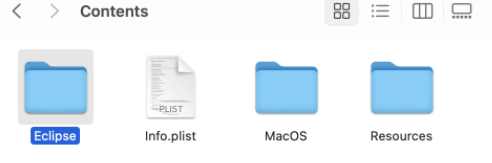 Contents
PLIST
Eclipse
Info.plist
MacOS
Resources